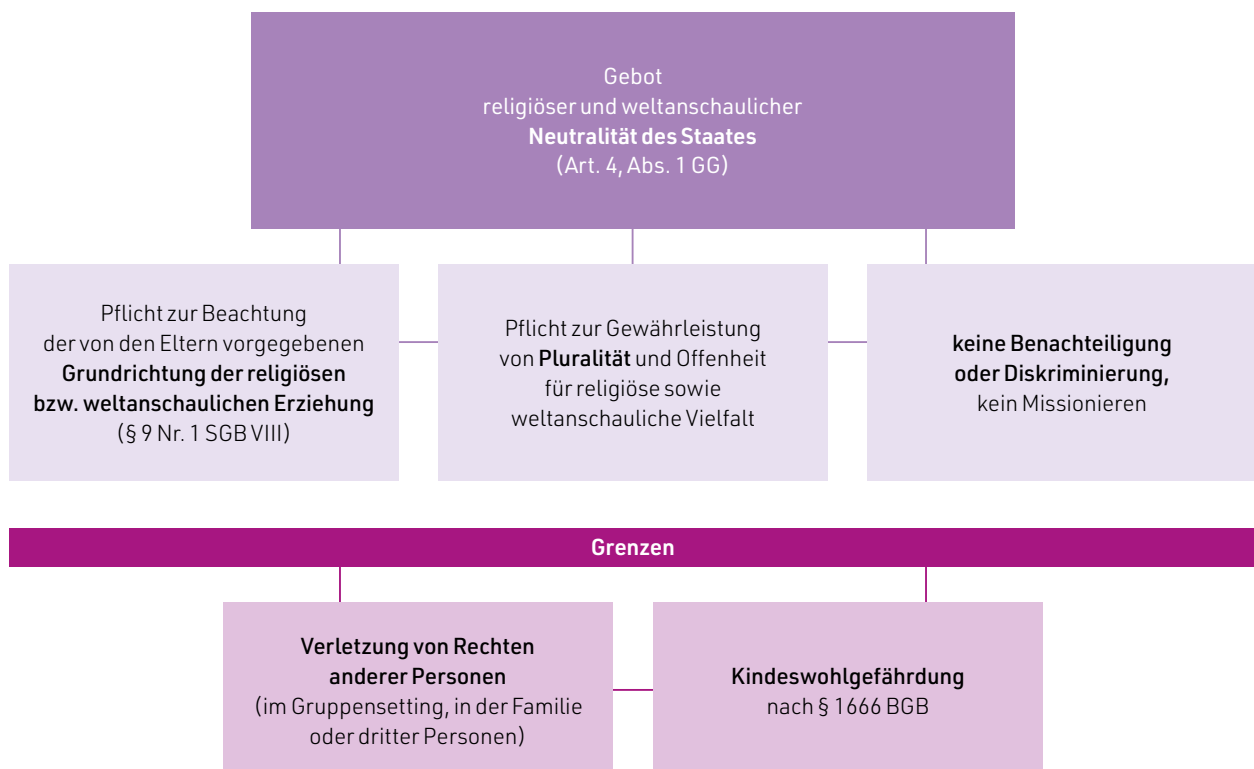 Gebot
religiöser und weltanschaulicher
Neutralität des Staates
(Art. 4, Abs. 1 GG)
Pflicht zur Beachtung
der von den Eltern vorgegebenen
Grundrichtung der religiösen
bzw. weltanschaulichen Erziehung
(§ 9 Nr. 1 SGB VIII)
Pflicht zur Gewährleistung
von Pluralität und Offenheit
für religiöse sowie
weltanschauliche Vielfalt
keine Benachteiligung
oder Diskriminierung,
kein Missionieren
Grenzen
Verletzung von Rechten
anderer Personen
(im Gruppensetting, in der Familie
oder dritter Personen)
Kindeswohlgefährdung
nach § 1666 BGB